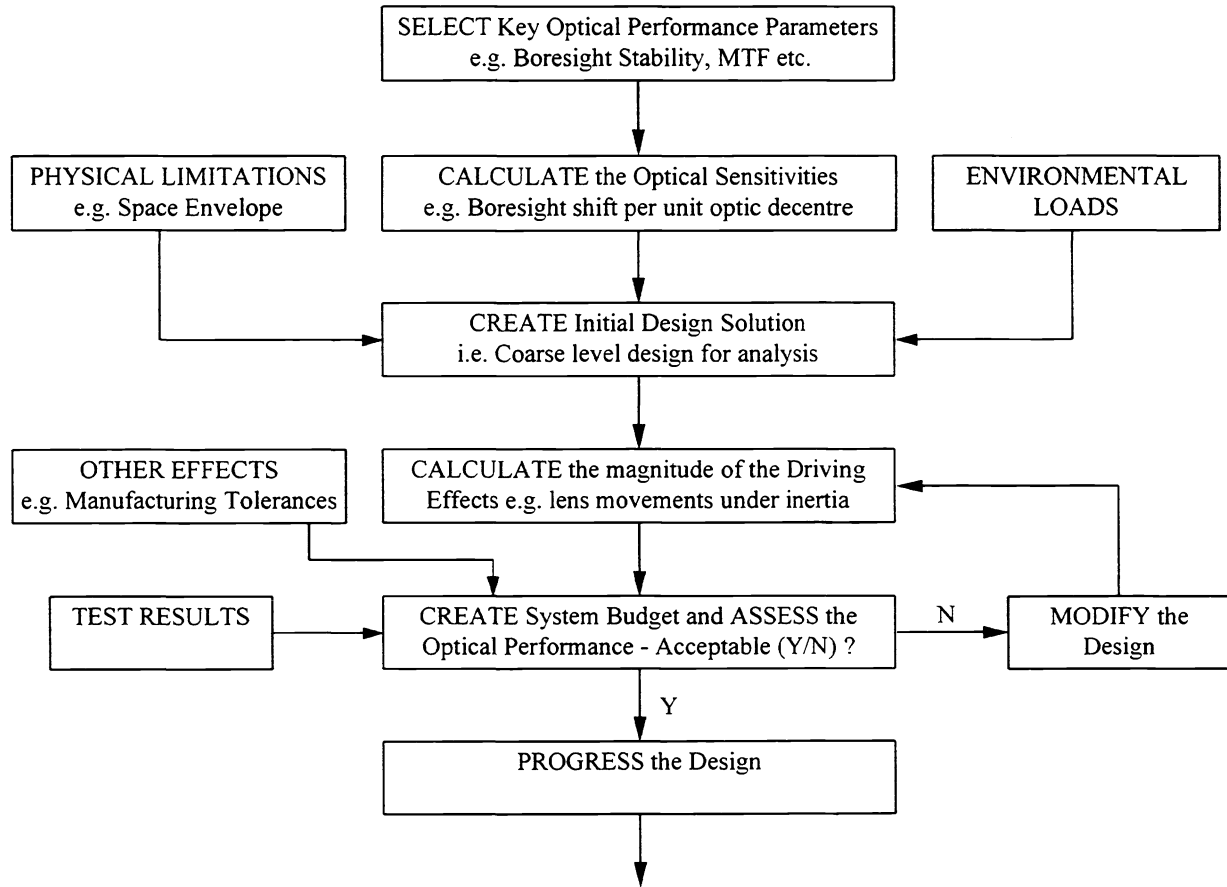 SELECT Key Optical Performance Parameters
e.g. Boresight Stability, MTF etc.
PHYSICAL LIMITATIONS
e.g. Space Envelope
CALCULATE the Optical Sensitivities
e.g. Boresight shift per unit optic decentre
ENVIRONMENTAL
LOADS
CREATE Initial Design Solution
i.e. Coarse level design for analysis
OTHER EFFECTS
e.g. Manufacturing Tolerances
CALCULATE the magnitude of the Driving
Effects e.g. lens movements under inertia
TEST RESULTS
CREATE System Budget and ASSESS the
Optical Performance - Acceptable (Y/N) ?
N
MODIFY the
Design
Y
PROGRESS the Design